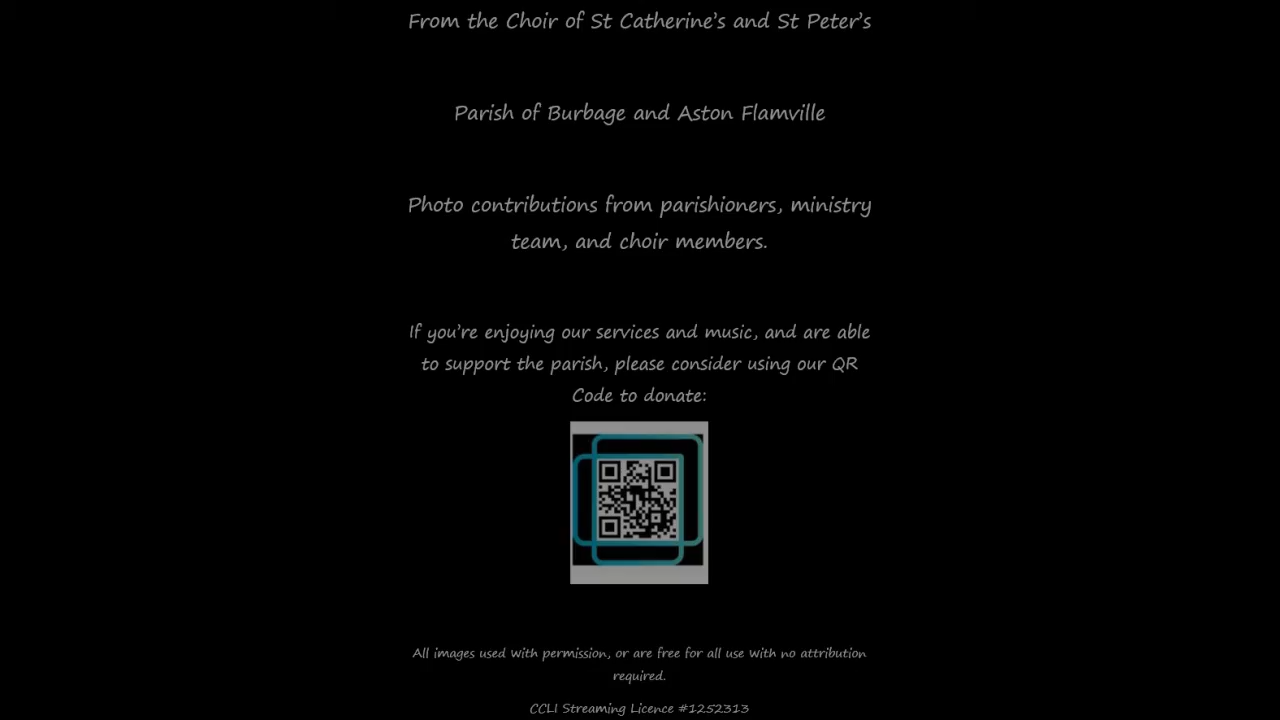 From the Choir of St Catherine’s and St Peter’s
Parish of Burbage and Aston Flamville
Photo contributions from parishioners, ministry
team, and choir members.
If you’re enjoying our services and music, and are able
to support the parish, please consider using our QR
Code to donate:
All images used with permission, or are free for all use with no attribution
required.
CCLI Streaming Licence #1252313